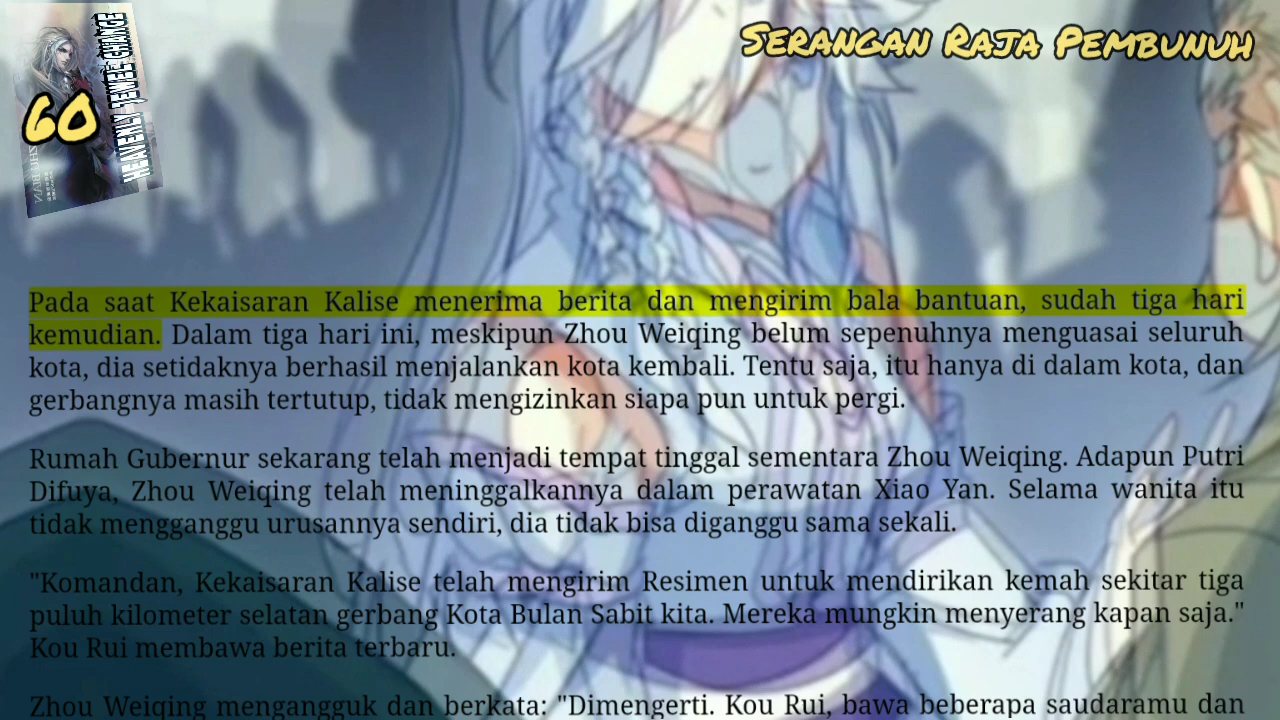 Serangan Raja Pembunuh
60
HEAVENLY JEWEL CHANGE
Pada saat Kekaisaran Kalise menerima berita dan mengirim bala bantuan, sudah tiga hari
kemudian. Dalam tiga hari ini, meskipun Zhou Weiqing belum sepenuhnya menguasai seluruh
kota, dia setidaknya berhasil menjalankan kota kembali. Tentu saja, itu hanya di dalam kota, dan
gerbangnya masih tertutup, tidak mengizinkan siapa pun untuk pergi.
Rumah Gubernur sekarang telah menjadi tempat tinggal sementara Zhou Weiqing. Adapun Putri
Difuya, Zhou Weiqing telah meninggalkannya dalam perawatan Xiao Yan. Selama wanita itu
tidak mengganggu urusannya sendiri, dia tidak bisa diganggu sama sekali.
"Komandan, Kekaisaran Kalise telah mengirim Resimen untuk mendirikan kemah sekitar tiga
puluh kilometer selatan gerbang Kota Bulan Sabit kita. Mereka mungkin menyerang kapan saja."
Kou Rui membawa berita terbaru.
Zhou Weiqing mengangguk dan berkata: "Dimengerti. Kou Rui, bawa beberapa saudaramu dan